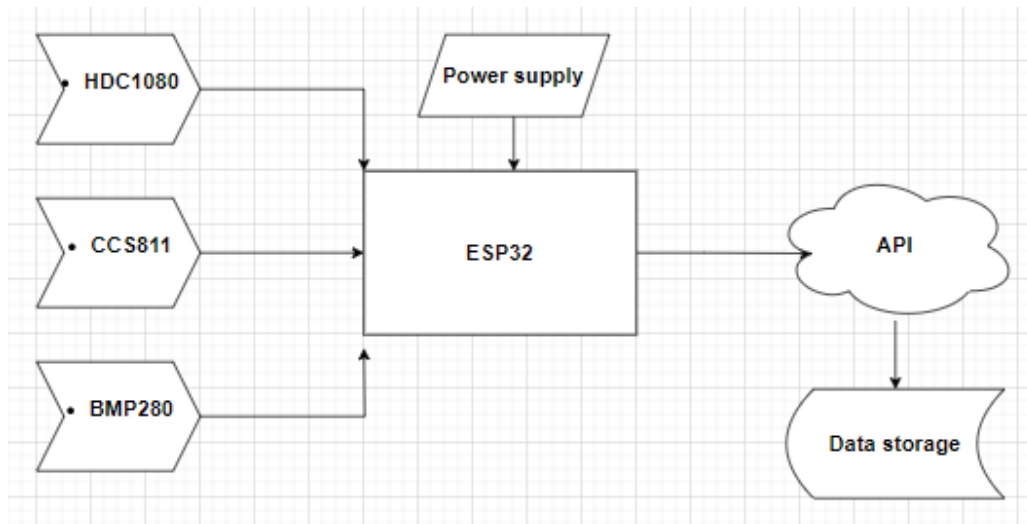 • HDC1080
Power supply
• CCS811
ESP32
API
• BMP280
Data storage